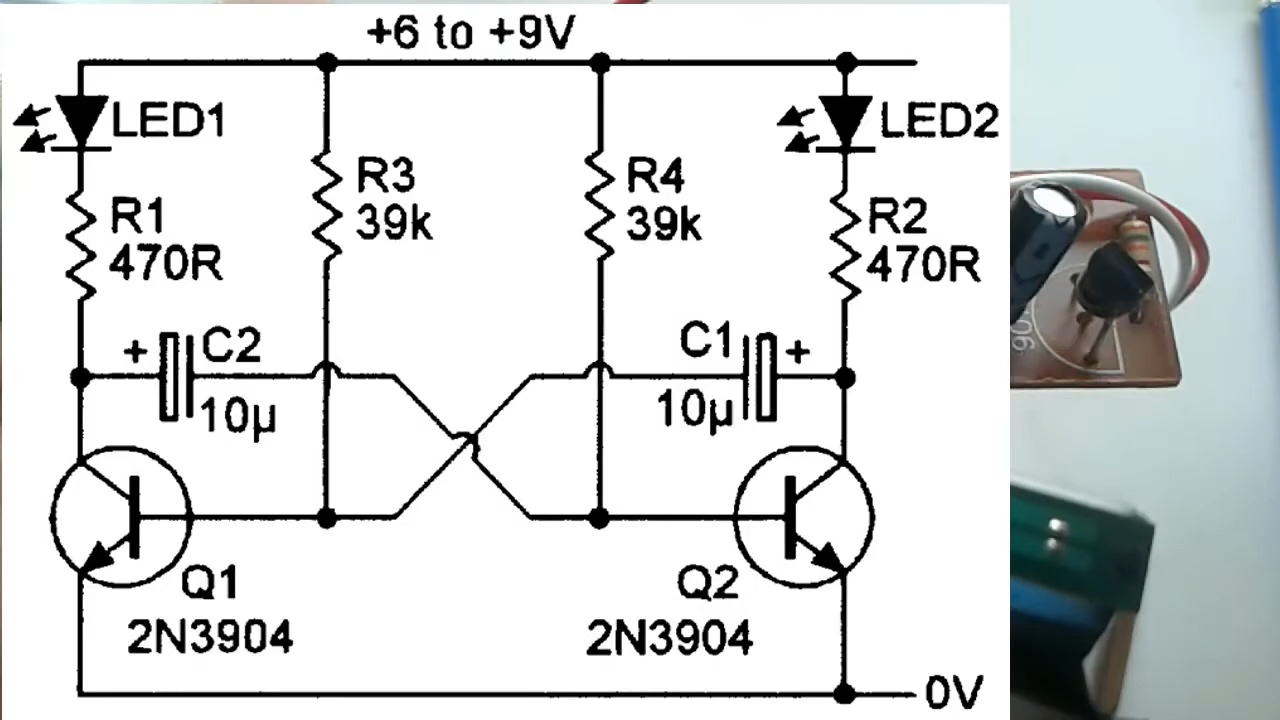 +6 to +9V
LED1
LED2
R3
39k
R4
39k
R1
470R
R2
470R
+
C2
10µ
C1
+
10µ
Q1
2N3904
Q2
2N3904
0V